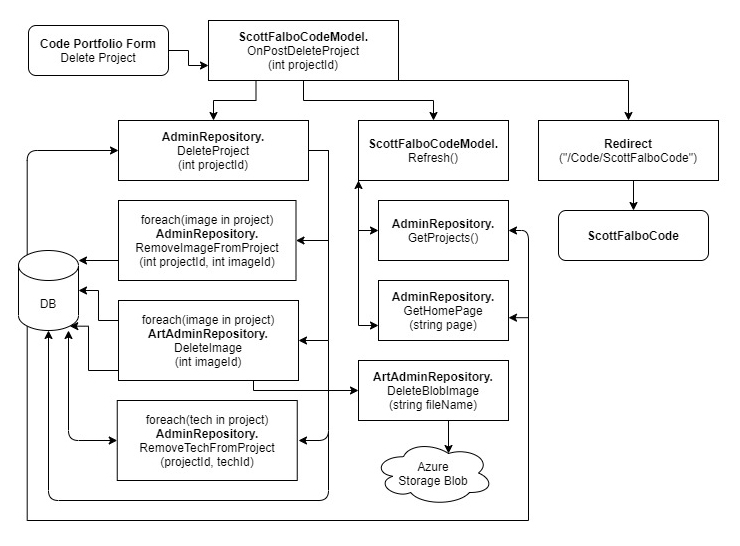 Code Portfolio Form
Delete Project
ScottFalboCodeModel.
OnPostDeleteProject
(int projectId)
AdminRepository.
DeleteProject
(int projectId)
ScottFalboCodeModel.
Refresh()
Redirect
("/Code/ScottFalboCode")
foreach(image in project)
AdminRepository.
RemoveImageFromProject
(int projectId, int imageId)
AdminRepository.
GetProjects()
ScottFalboCode
DB
foreach(image in project)
ArtAdminRepository.
DeleteImage
(int imageId)
AdminRepository.
GetHomePage
(string page)
ArtAdminRepository.
DeleteBlobImage
(string fileName)
foreach(tech in project)
AdminRepository.
RemoveTechFromProject
(projectId, techId)
Azure
Storage Blob